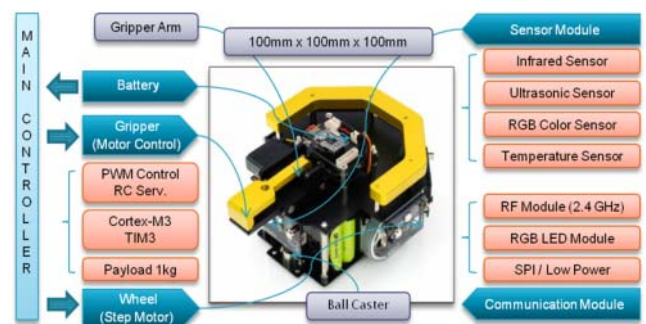 MAIN CONTROLLER
Gripper Arm
100mm x 100mm x 100mm
Battery
Gripper
(Motor Control)
PWM Control
RC Serv.
Cortex-M3
TIM3
Payload 1kg
Wheel
(Step Motor)
Ball Caster
Sensor Module
Infrared Sensor
Ultrasonic Sensor
RGB Color Sensor
Temperature Sensor
RF Module (2.4 GHz)
RGB LED Module
SPI / Low Power
Communication Module